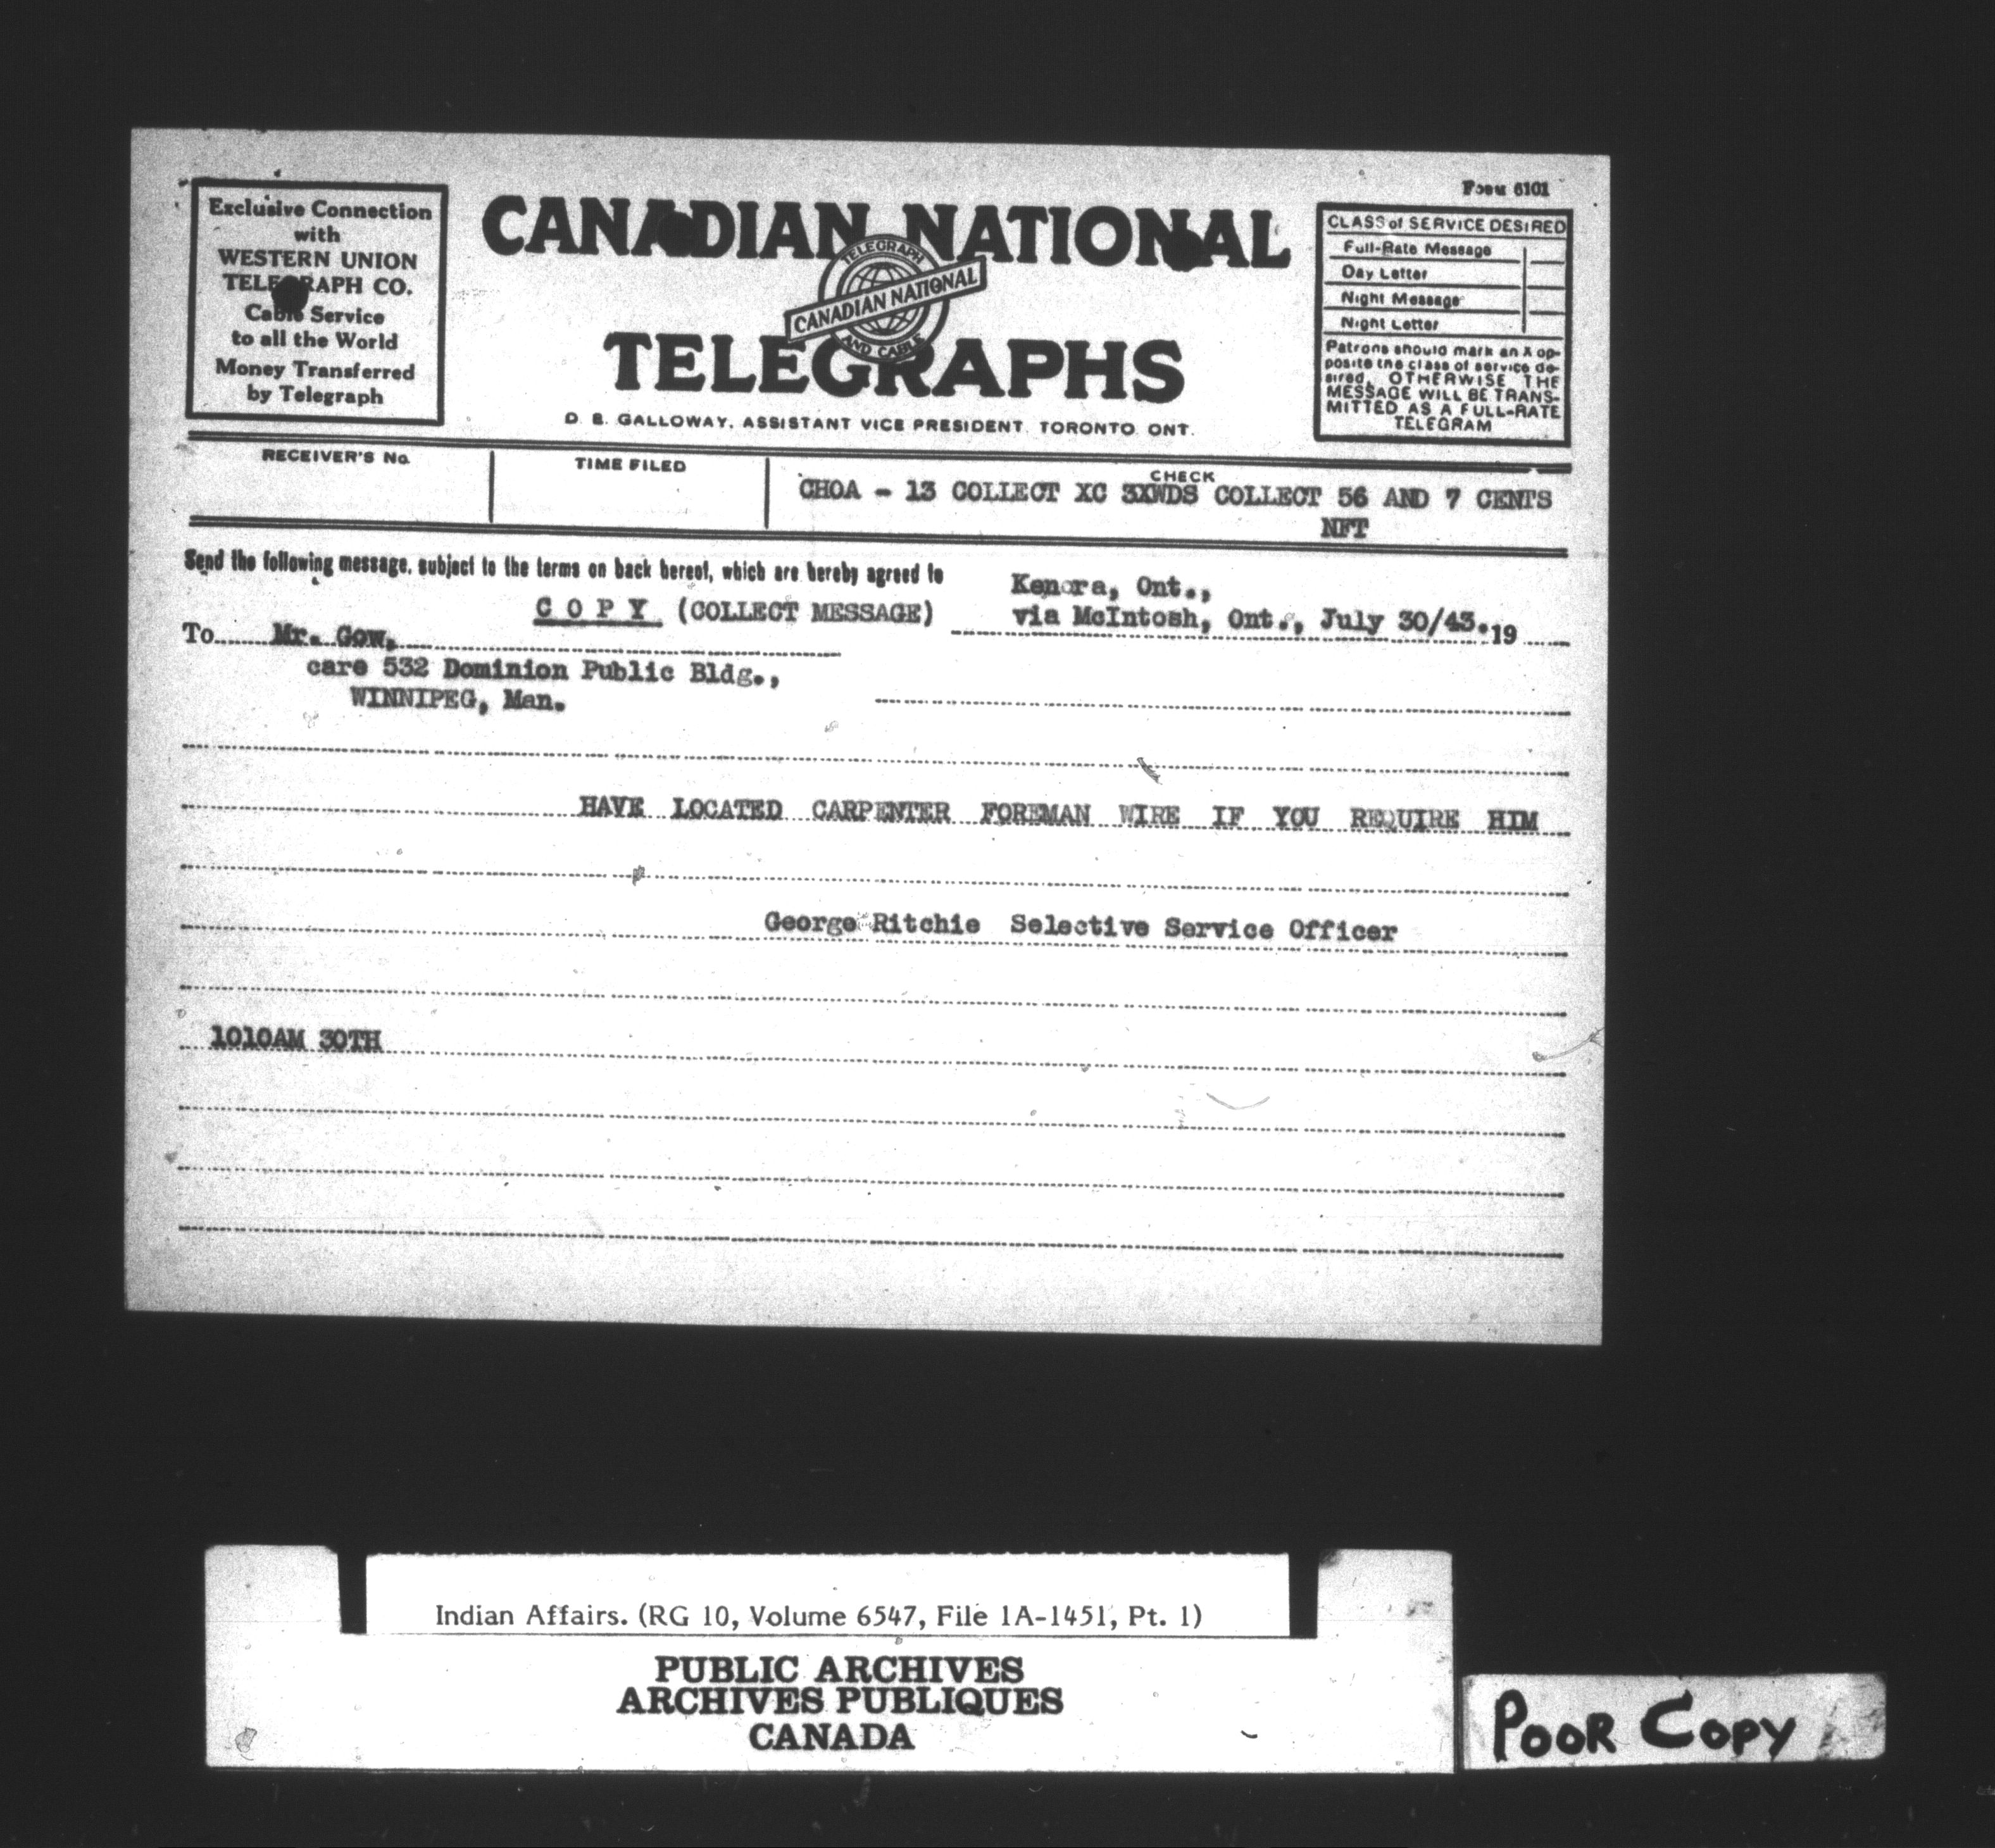 Form 6101
Exclusive Connection
with
WESTERN UNION
TELEGRAPH CO.
Cable Service
to all the World
Money Transferred
by Telegraph
CANADIAN NATIONAL
TELEGRAPH
CANADIAN NATIONAL
AND CABLE
TELEGRAPHS
D. E. GALLOWAY, ASSISTANT VICE PRESIDENT, TORONTO, ONT.
CLASS of SERVICE DESIRED
Full-Rate Message
Day Letter
Night Message
Night Letter
Patrons should mark an X op-
posite the class of service de-
sired, OTHERWISE THE
MESSAGE WILL BE TRANS-
MITTED AS A FULL-RATE
TELEGRAM
RECEIVER'S No.
TIME FILED
CHECK
CHOA - 13 COLLECT XC 3XWDS COLLECT 56 AND 7 CENTS
NFT
Send the following message, subject to the terms on back hereof, which are hereby agreed to
Kenora, Ont.,
C O P Y (COLLECT MESSAGE)
via McIntosh, Ont., July 30/43. 19
To Mr. Gow,
care 532 Dominion Public Bldg.,
WINNIPEG, Man.
HAVE LOCATED CARPENTER FOREMAN WIRE IF YOU REQUIRE HIM
George Ritchie Selective Service Officer
1010AM 30TH
Indian Affairs. (RG 10, Volume 6547, File 1A-1451, Pt. 1)
PUBLIC ARCHIVES
ARCHIVES PUBLIQUES
CANADA
POOR COPY